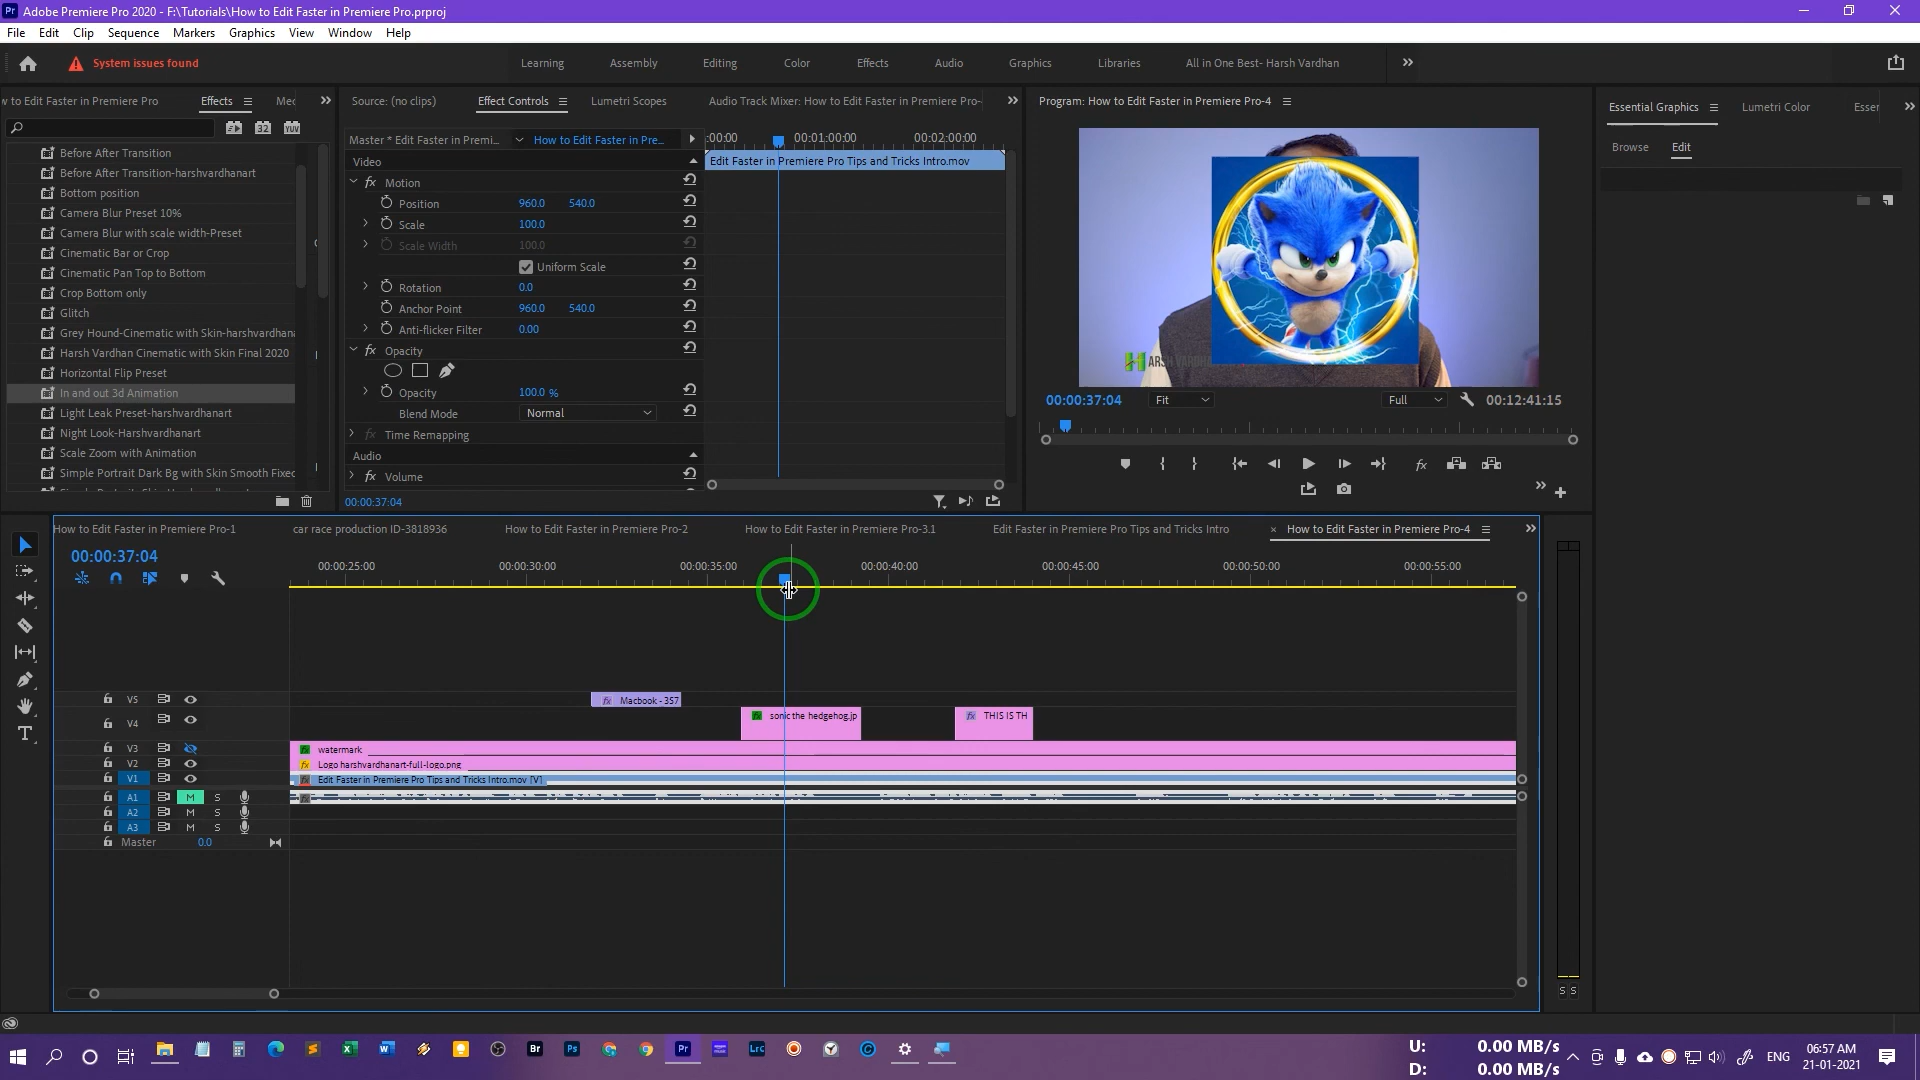 Adobe Premiere Pro 2020 - F:\Tutorials\How to Edit Faster in Premiere Pro.prproj
File Edit Clip Sequence Markers Graphics View Window Help
System issues found
Learning Assembly Editing Color Effects Audio Graphics Libraries All in One Best- Harsh Vardhan
w to Edit Faster in Premiere Pro Effects Mec
Before After Transition
Before After Transition-harshvardhanart
Bottom position
Camera Blur Preset 10%
Camera Blur with scale width-Preset
Cinematic Bar or Crop
Cinematic Pan Top to Bottom
Crop Bottom only
Glitch
Grey Hound-Cinematic with Skin-harshvardhana
Harsh Vardhan Cinematic with Skin Final 2020
Horizontal Flip Preset
In and out 3d Animation
Light Leak Preset-harshvardhanart
Night Look-Harshvardhanart
Scale Zoom with Animation
Simple Portrait Dark Bg with Skin Smooth Fixed
Source: (no clips) Effect Controls Lumetri Scopes Audio Track Mixer: How to Edit Faster in Premiere Pro-
Master * Edit Faster in Premi... How to Edit Faster in Pre...
:00:00 00:01:00:00 00:02:00:00
Video
Edit Faster in Premiere Pro Tips and Tricks Intro.mov
fx Motion
Position 960.0 540.0
Scale 100.0
Scale Width 100.0
Uniform Scale
Rotation 0.0
Anchor Point 960.0 540.0
Anti-flicker Filter 0.00
fx Opacity
Opacity 100.0 %
Blend Mode Normal
fx Time Remapping
Audio
fx Volume
00:00:37:04
Program: How to Edit Faster in Premiere Pro-4
ARSH VARDHA
00:00:37:04 Fit Full 00:12:41:15
Essential Graphics Lumetri Color Esser
Browse Edit
How to Edit Faster in Premiere Pro-1 car race production ID-3818936 How to Edit Faster in Premiere Pro-2 How to Edit Faster in Premiere Pro-3.1 Edit Faster in Premiere Pro Tips and Tricks Intro × How to Edit Faster in Premiere Pro-4
00:00:37:04
00:00:25:00 00:00:30:00 00:00:35:00 00:00:40:00 00:00:45:00 00:00:50:00 00:00:55:00
V5 fx Macbook - 357
V4 fx sonic the hedgehog.jp fx THIS IS TH
V3 fx watermark
V2 fx Logo harshvardhanart-full-logo.png
V1 fx Edit Faster in Premiere Pro Tips and Tricks Intro.mov [V]
A1 M S
A2 M S
A3 M S
Master 0.0
S S
U: 0.00 MB/s
D: 0.00 MB/s
ENG
06:57 AM
21-01-2021